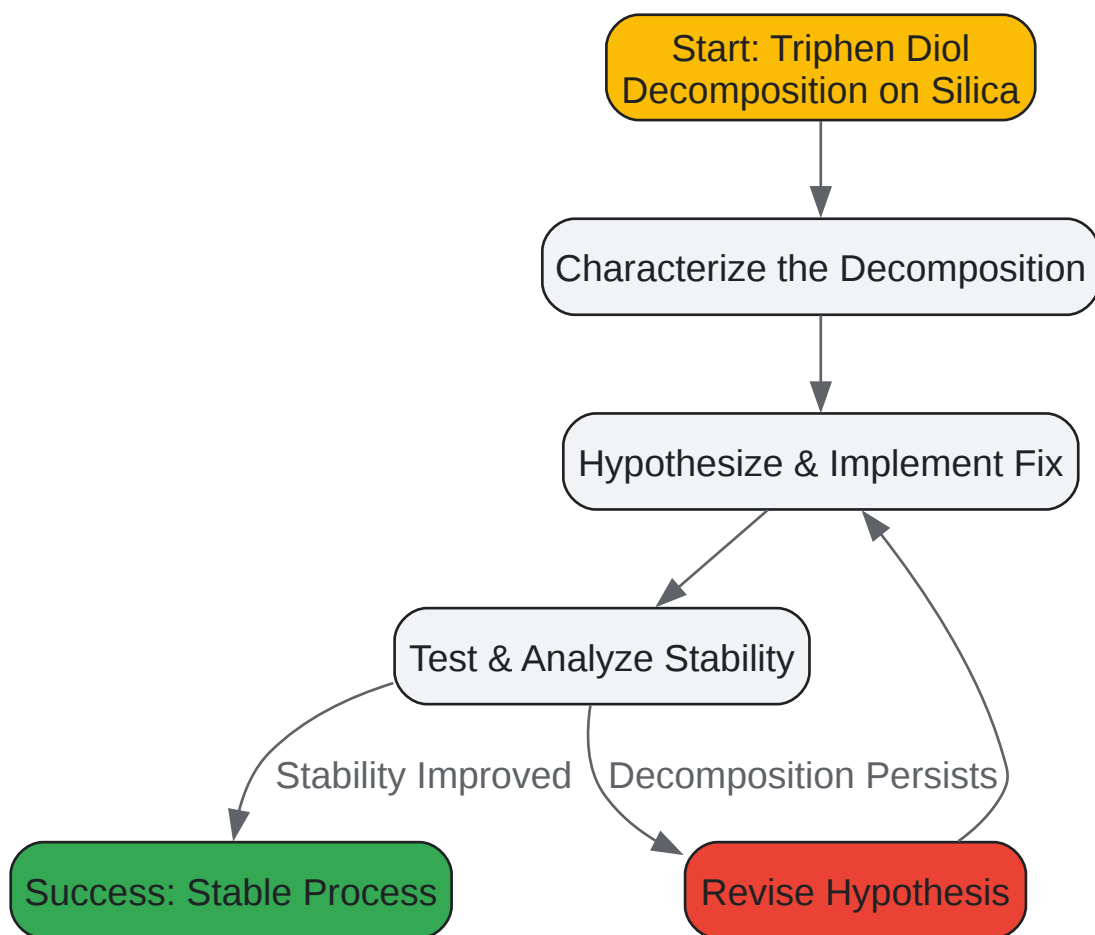 Start: Triphen Diol
Decomposition on Silica
Characterize the Decomposition
Hypothesize & Implement Fix
Test & Analyze Stability
Stability Improved
Decomposition Persists
Success: Stable Process
Revise Hypothesis